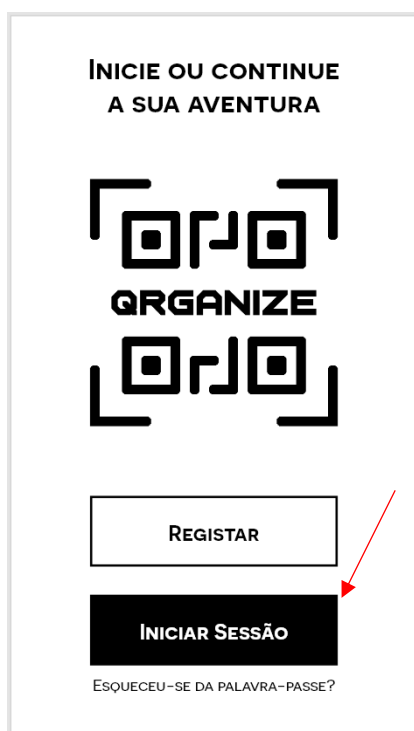 Inicie ou continue
a sua aventura
QRGANIZE
Registar
Iniciar Sessão
Esqueceu-se da palavra-passe?